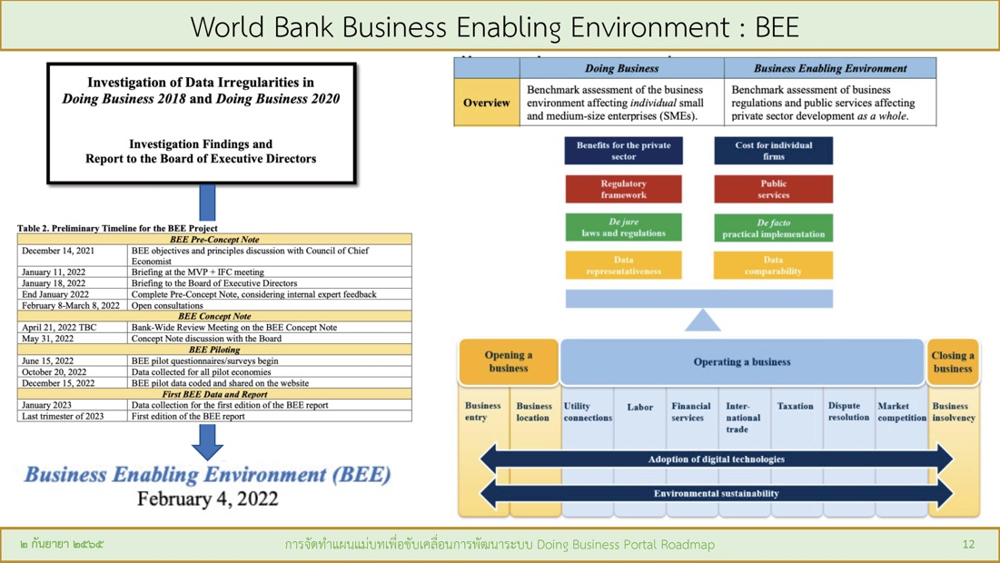 World Bank Business Enabling Environment : BEE
Investigation of Data Irregularities in
Doing Business 2018 and Doing Business 2020
Investigation Findings and
Report to the Board of Executive Directors
Table 2. Preliminary Timeline for the BEE Project
BEE Pre-Concept Note
December 14, 2021 BEE objectives and principles discussion with Council of Chief
Economist
January 11, 2022 Briefing at the MVP + IFC meeting
January 18, 2022 Briefing to the Board of Executive Directors
End January 2022 Complete Pre-Concept Note, considering internal expert feedback
February 8-March 8, 2022 Open consultations
BEE Concept Note
April 21, 2022 TBC Bank-Wide Review Meeting on the BEE Concept Note
May 31, 2022 Concept Note discussion with the Board
BEE Piloting
June 15, 2022 BEE pilot questionnaires/surveys begin
October 20, 2022 Data collected for all pilot economies
December 15, 2022 BEE pilot data coded and shared on the website
First BEE Data and Report
January 2023 Data collection for the first edition of the BEE report
Last trimester of 2023 First edition of the BEE report
Business Enabling Environment (BEE)
February 4, 2022
Doing Business Business Enabling Environment
Overview
Benchmark assessment of the business
environment affecting individual small
and medium-size enterprises (SMEs).
Benchmark assessment of business
regulations and public services affecting
private sector development as a whole.
Benefits for the private
sector
Cost for individual
firms
Regulatory
framework
Public
services
De jure
laws and regulations
De facto
practical implementation
Data
representativeness
Data
comparability
Opening a
business
Operating a business
Closing a
business
Business
entry
Business
location
Utility
connections
Labor
Financial
services
Inter-
national
trade
Taxation
Dispute
resolution
Market
competition
Business
insolvency
Adoption of digital technologies
Environmental sustainability
๒ กันยายา ๒๕๖๕
การจัดทำแผนแม่บทเพื่อขับเคลื่อนการพัฒนาระบบ Doing Business Portal Roadmap
12